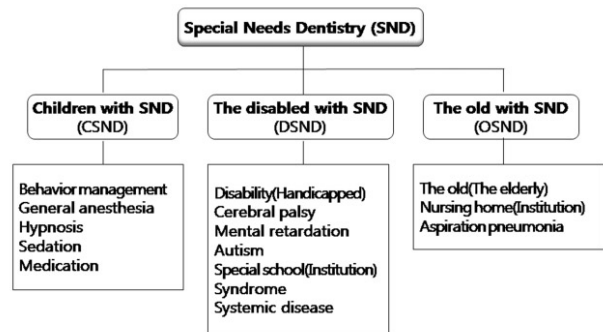 Special Needs Dentistry (SND)
Children with SND
(CSND)
The disabled with SND
(DSND)
The old with SND
(OSND)
Behavior management
General anesthesia
Hypnosis
Sedation
Medication
Disability(Handicapped)
Cerebral palsy
Mental retardation
Autism
Special school(Institution)
Syndrome
Systemic disease
The old(The elderly)
Nursing home(Institution)
Aspiration pneumonia